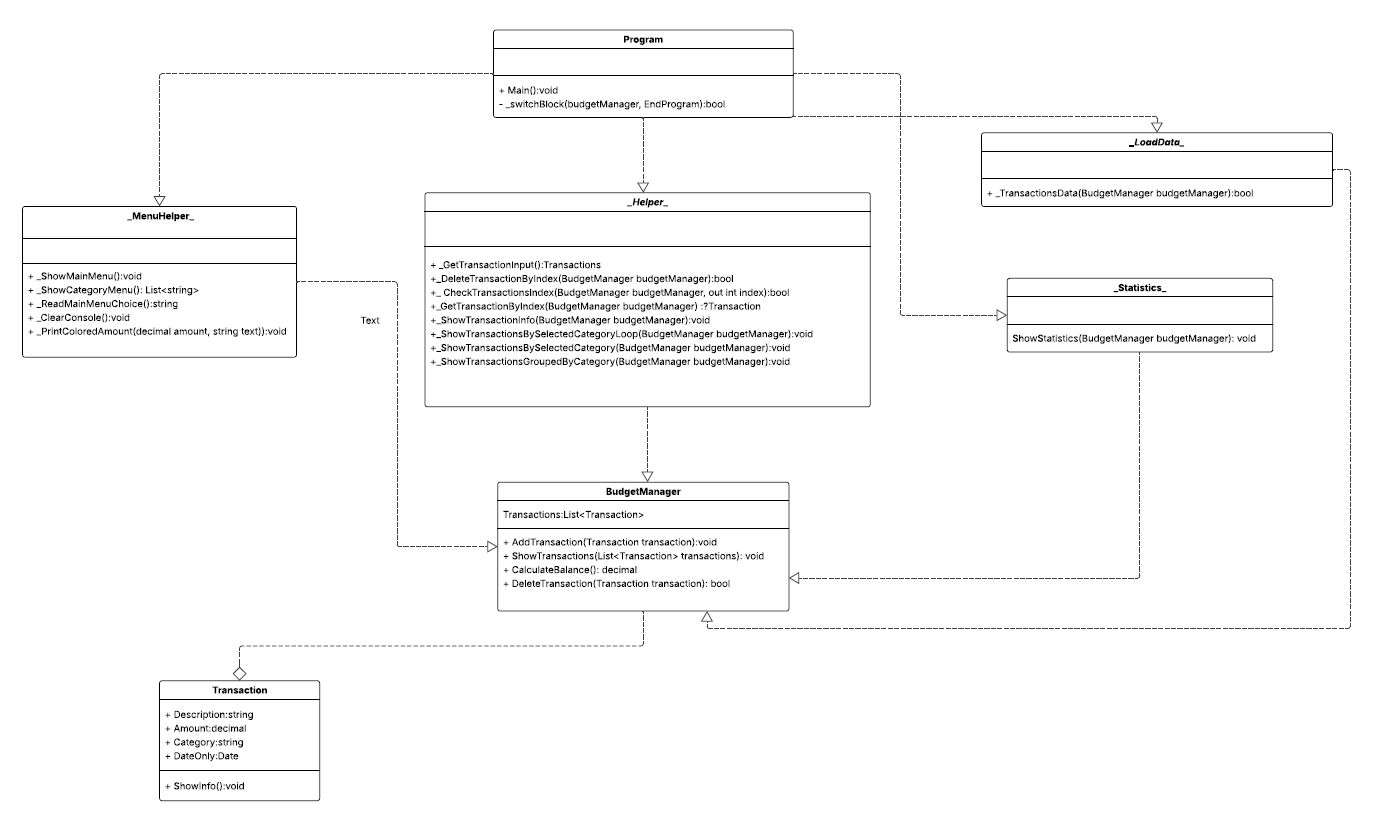 Program
+ Main():void
- _switchBlock(budgetManager, EndProgram):bool
_LoadData_
+ _TransactionsData(BudgetManager budgetManager):bool
_MenuHelper_
+ _ShowMainMenu():void
+ _ShowCategoryMenu(): List<string>
+ _ReadMainMenuChoice():string
+ _ClearConsole():void
+ _PrintColoredAmount(decimal amount, string text)):void
Text
_Helper_
+ _GetTransactionInput():Transactions
+_DeleteTransactionByIndex(BudgetManager budgetManager):bool
+_ CheckTransactionsIndex(BudgetManager budgetManager, out int index):bool
+_GetTransactionByIndex(BudgetManager budgetManager) :?Transaction
+_ShowTransactionInfo(BudgetManager budgetManager):void
+_ShowTransactionsBySelectedCategoryLoop(BudgetManager budgetManager):void
+_ShowTransactionsBySelectedCategory(BudgetManager budgetManager):void
+_ShowTransactionsGroupedByCategory(BudgetManager budgetManager):void
_Statistics_
ShowStatistics(BudgetManager budgetManager): void
BudgetManager
Transactions:List<Transaction>
+ AddTransaction(Transaction transaction):void
+ ShowTransactions(List<Transaction> transactions): void
+ CalculateBalance(): decimal
+ DeleteTransaction(Transaction transaction): bool
Transaction
+ Description:string
+ Amount:decimal
+ Category:string
+ DateOnly:Date
+ ShowInfo():void